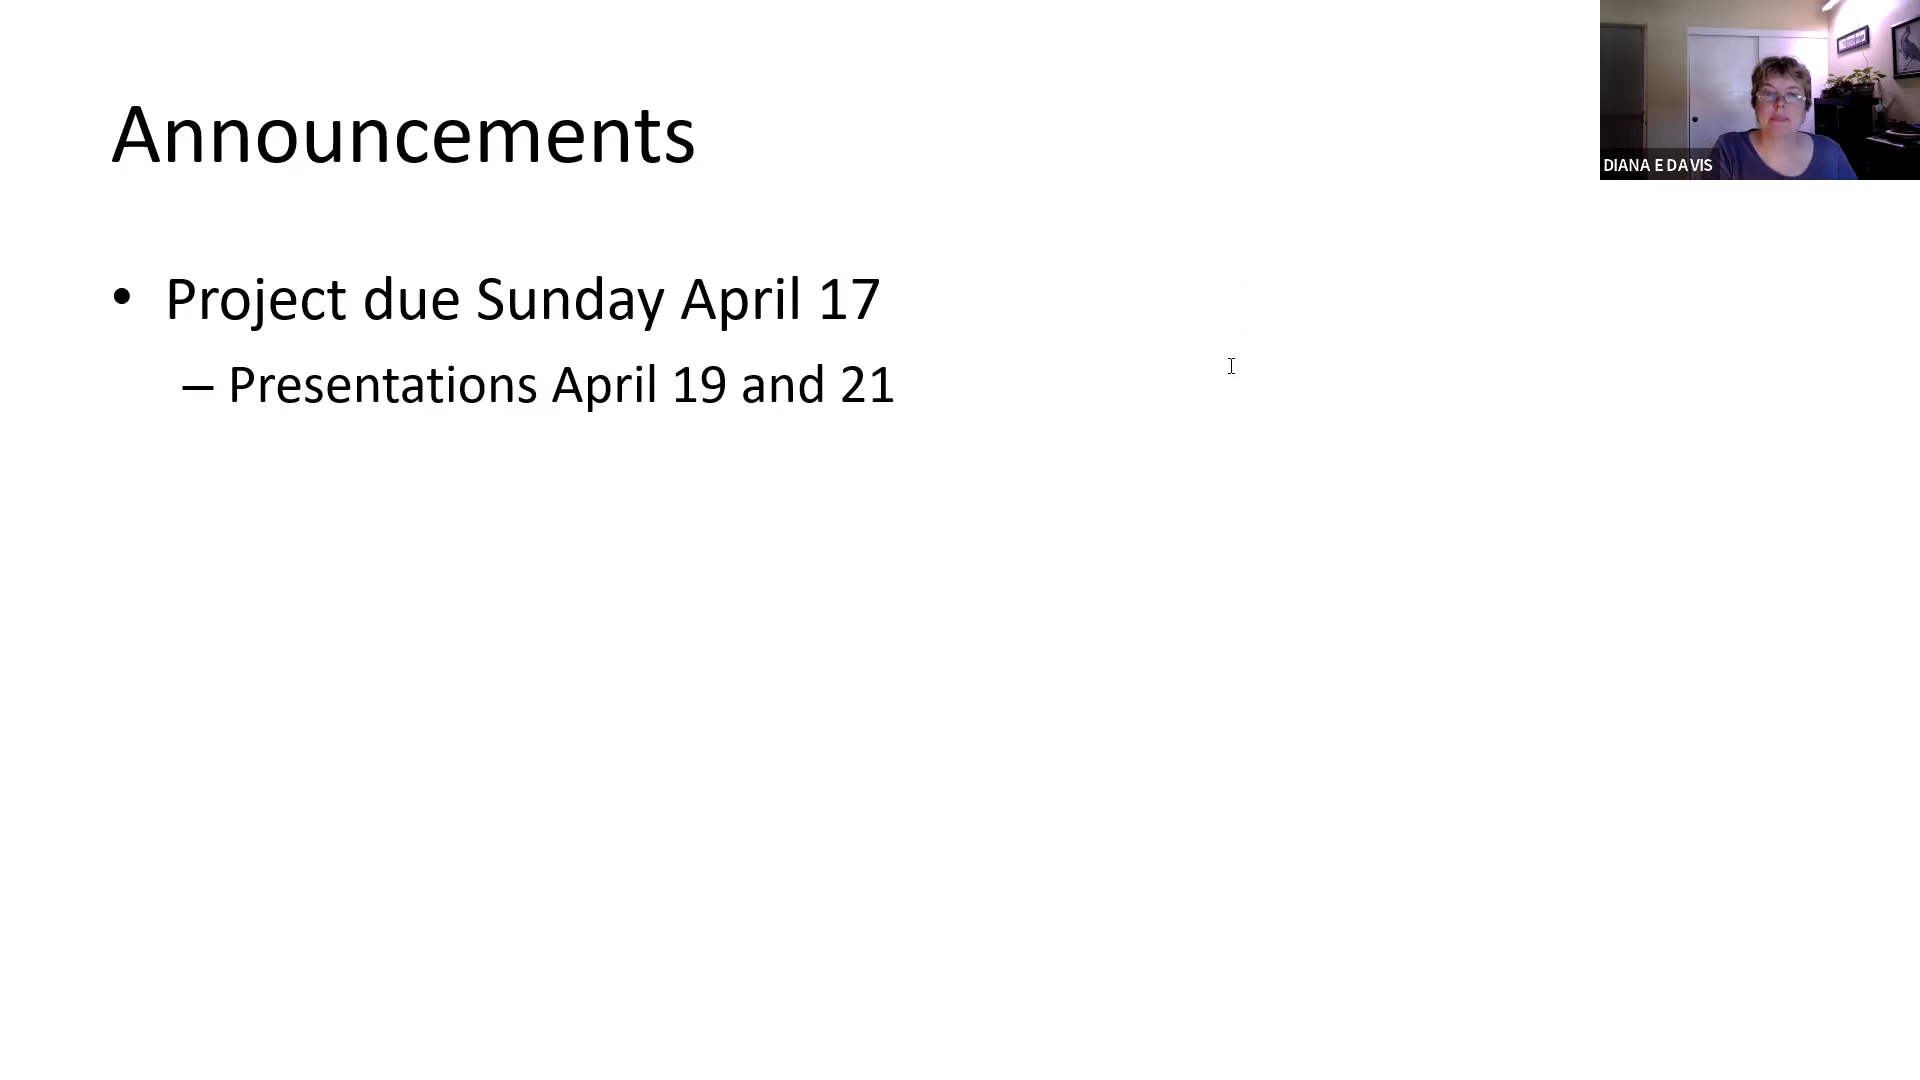 Announcements
• Project due Sunday April 17
– Presentations April 19 and 21
DIANA E DAVIS